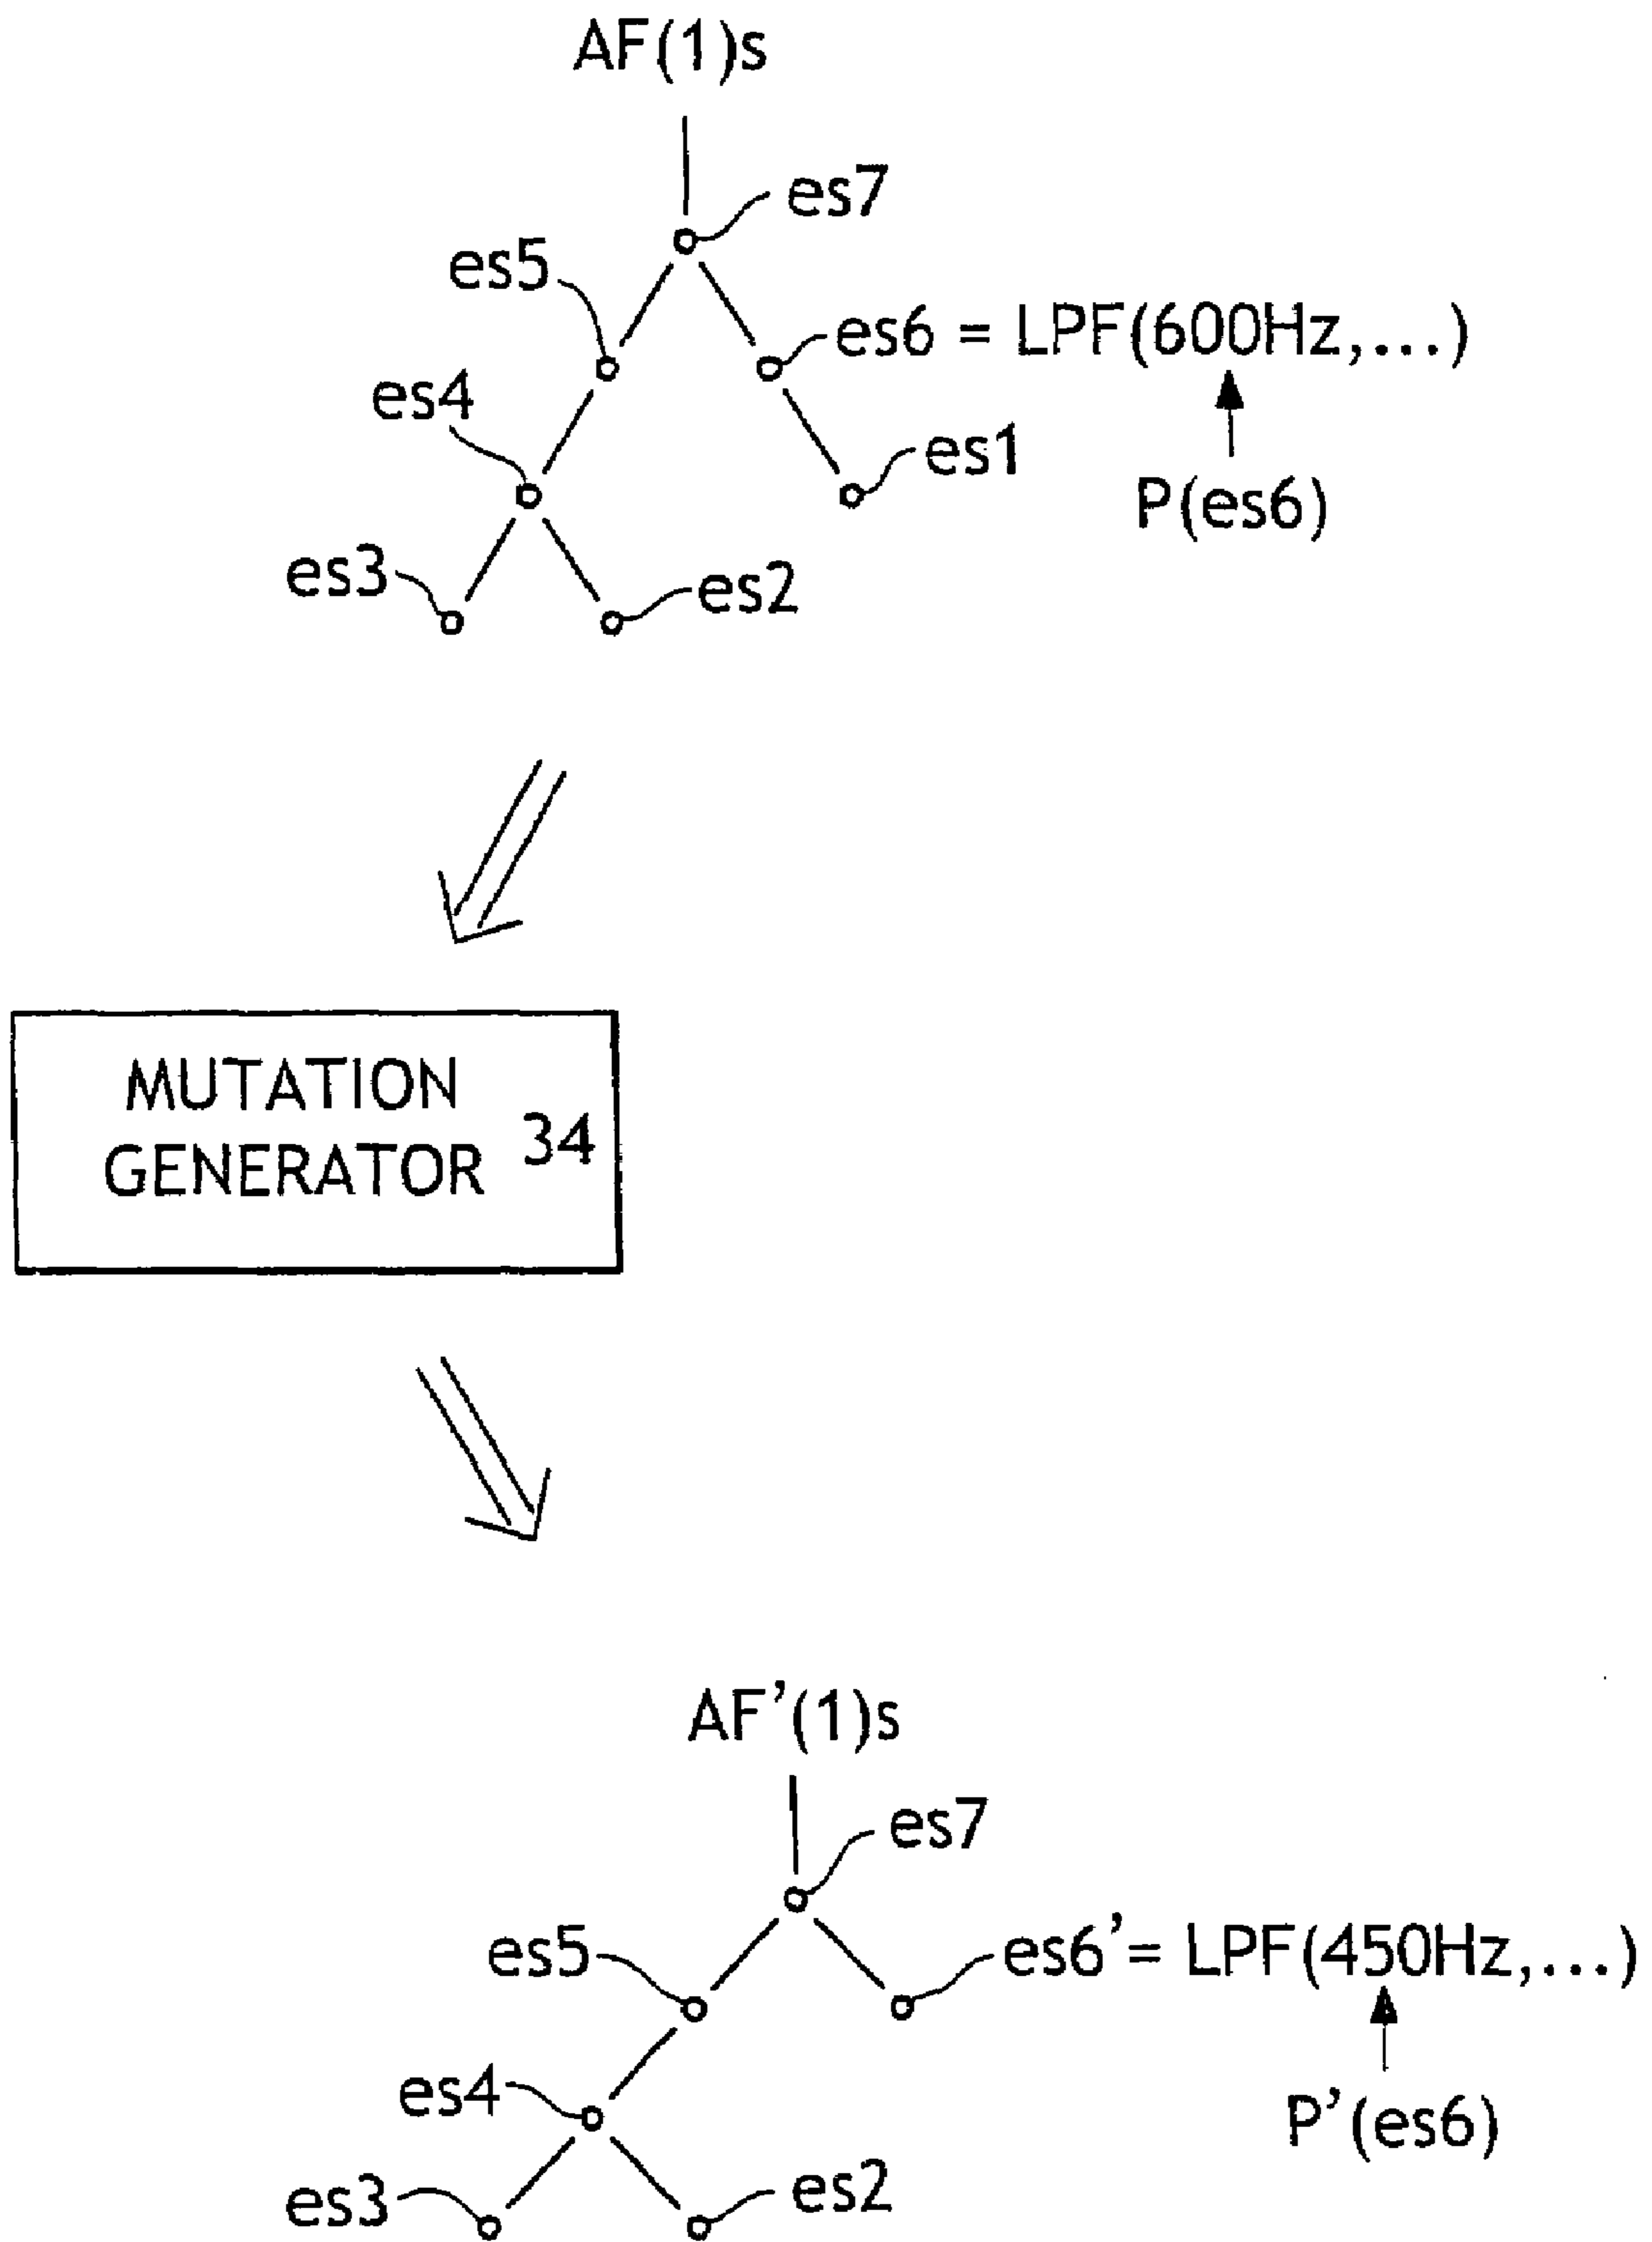 AF(1)s
es7
es5
es6 = LPF(600Hz,...)
es4
es1
P(es6)
es3
es2
MUTATION
GENERATOR 34
AF’(1)s
es7
es5
es6’= LPF(450Hz,...)
es4
P’(es6)
es3
es2